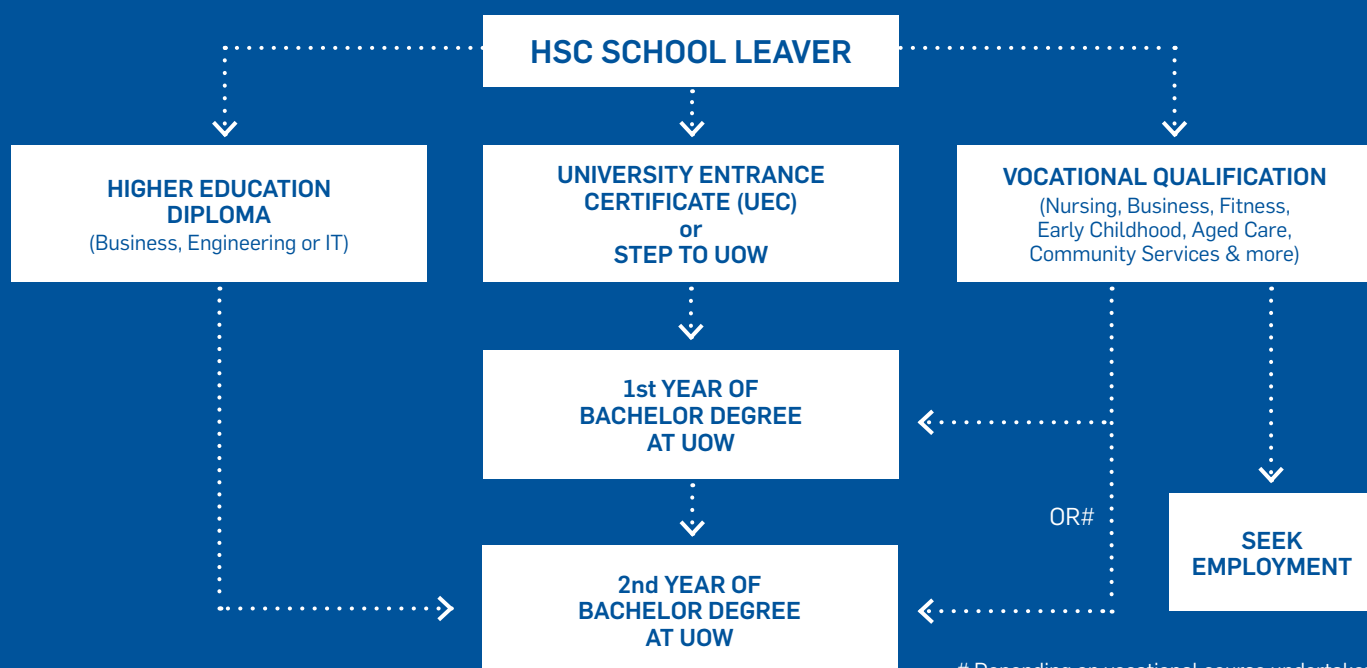 HSC SCHOOL LEAVER
HIGHER EDUCATION
DIPLOMA
(Business, Engineering or IT)
UNIVERSITY ENTRANCE
CERTIFICATE (UEC)
or
STEP TO UOW
VOCATIONAL QUALIFICATION
(Nursing, Business, Fitness,
Early Childhood, Aged Care,
Community Services & more)
1st YEAR OF
BACHELOR DEGREE
AT UOW
OR#
SEEK
EMPLOYMENT
2nd YEAR OF
BACHELOR DEGREE
AT UOW
# Depending on vocational course